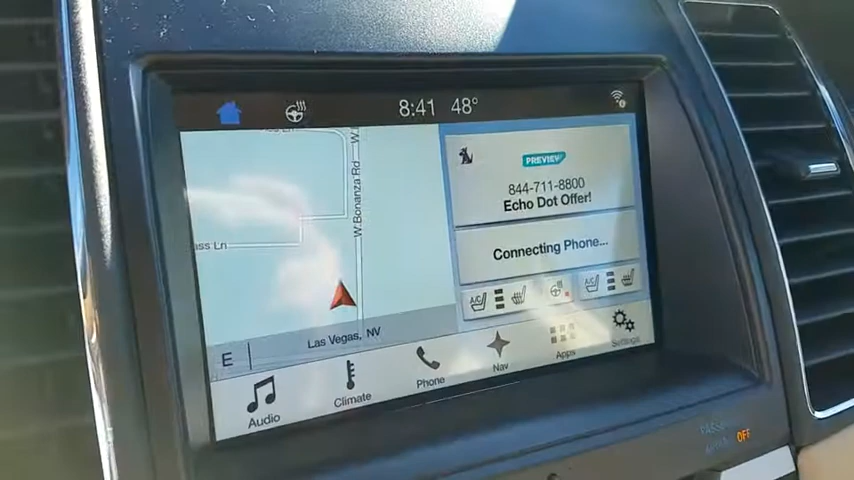 8:41 48°
PREVIEW
844-711-8800
Echo Dot Offer!
Connecting Phone...
A/C A/C
W.Bonanza Rd
ass Ln
Las Vegas, NV
E
Audio Climate Phone Nav Apps Settings
OFF